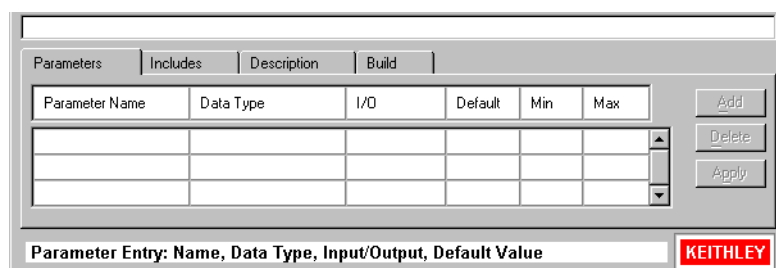 Parameters Includes Description Build
Parameter Name Data Type I/O Default Min Max Add
Delete
Apply
Parameter Entry: Name, Data Type, Input/Output, Default Value KEITHLEY